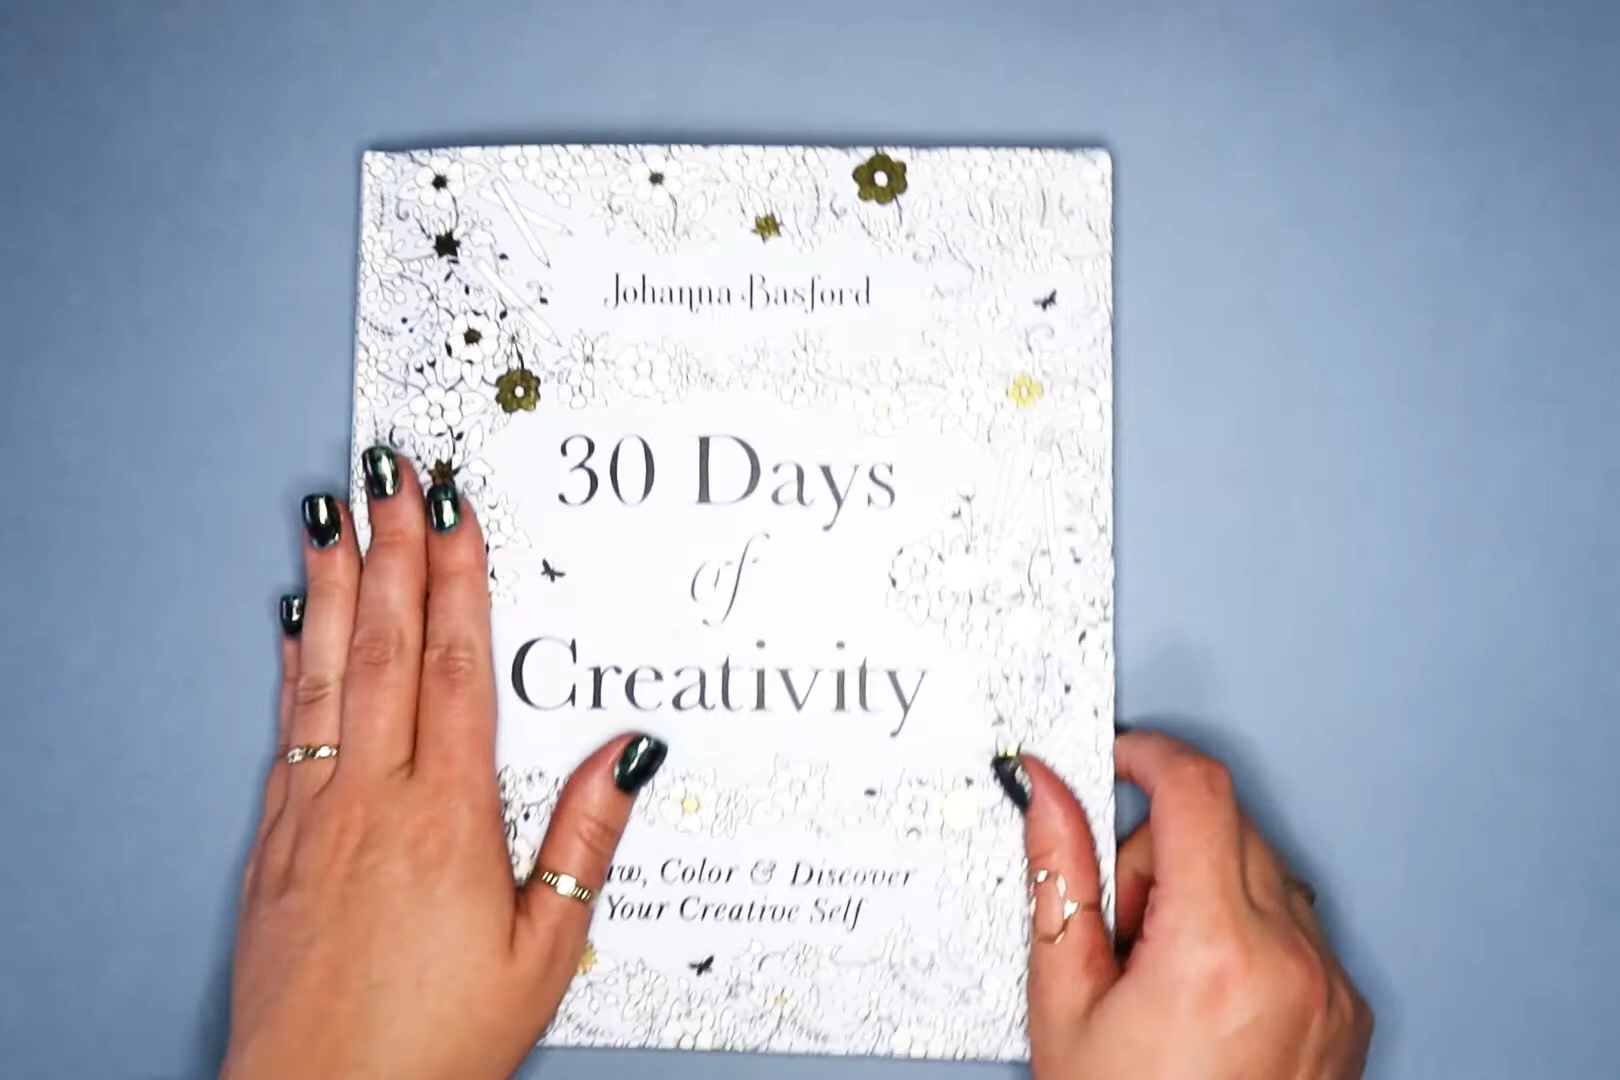 Johanna Basford
30 Days
of
Creativity
Color & Discover
Your Creative Self